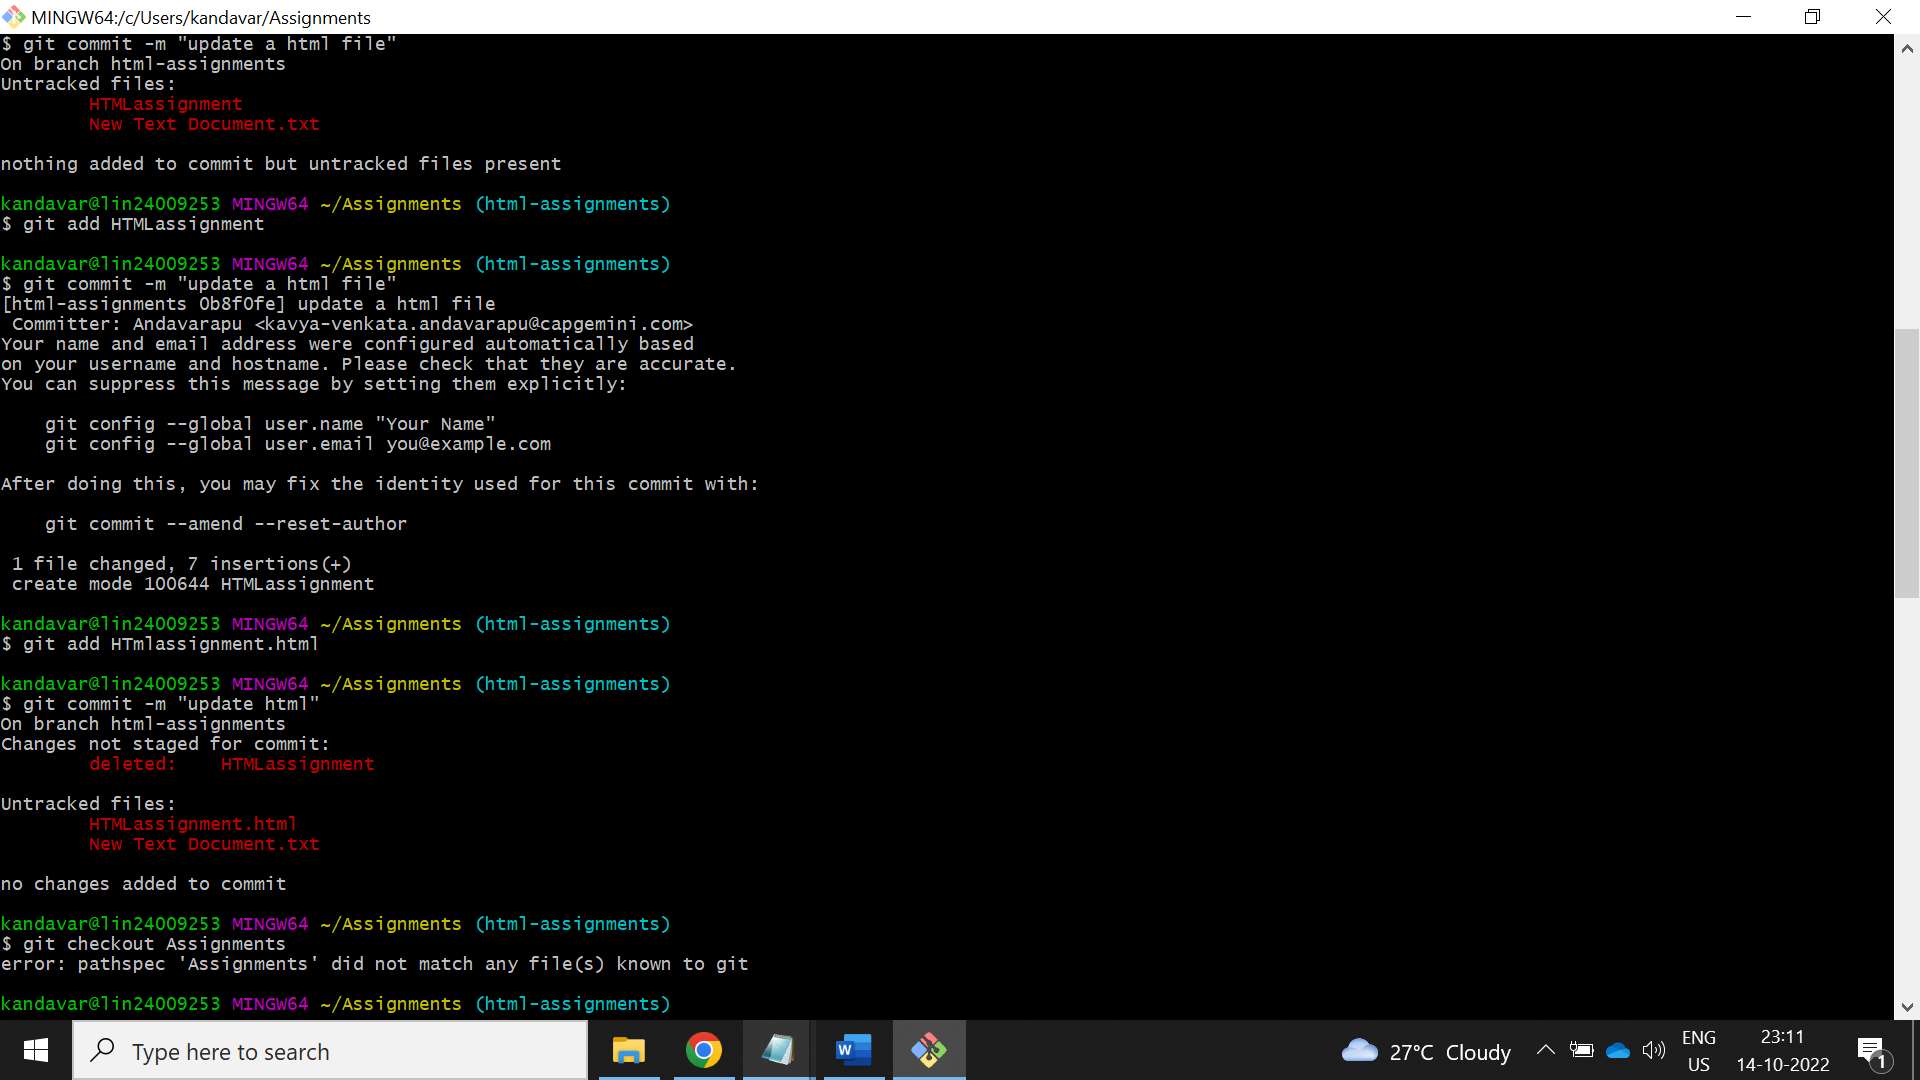 MINGW64:/c/Users/kandavar/Assignments
$ git commit -m "update a html file"
On branch html-assignments
Untracked files:
        HTMLassignment
        New Text Document.txt

nothing added to commit but untracked files present

kandavar@lin24009253 MINGW64 ~/Assignments (html-assignments)
$ git add HTMLassignment

kandavar@lin24009253 MINGW64 ~/Assignments (html-assignments)
$ git commit -m "update a html file"
[html-assignments 0b8f0fe] update a html file
 Committer: Andavarapu <kavya-venkata.andavarapu@capgemini.com>
Your name and email address were configured automatically based
on your username and hostname. Please check that they are accurate.
You can suppress this message by setting them explicitly:

    git config --global user.name "Your Name"
    git config --global user.email you@example.com

After doing this, you may fix the identity used for this commit with:

    git commit --amend --reset-author

 1 file changed, 7 insertions(+)
 create mode 100644 HTMLassignment

kandavar@lin24009253 MINGW64 ~/Assignments (html-assignments)
$ git add HTmlassignment.html

kandavar@lin24009253 MINGW64 ~/Assignments (html-assignments)
$ git commit -m "update html"
On branch html-assignments
Changes not staged for commit:
        deleted:    HTMLassignment

Untracked files:
        HTMLassignment.html
        New Text Document.txt

no changes added to commit

kandavar@lin24009253 MINGW64 ~/Assignments (html-assignments)
$ git checkout Assignments
error: pathspec 'Assignments' did not match any file(s) known to git

kandavar@lin24009253 MINGW64 ~/Assignments (html-assignments)
Type here to search
W
27°C Cloudy
ENG
US
23:11
14-10-2022
1